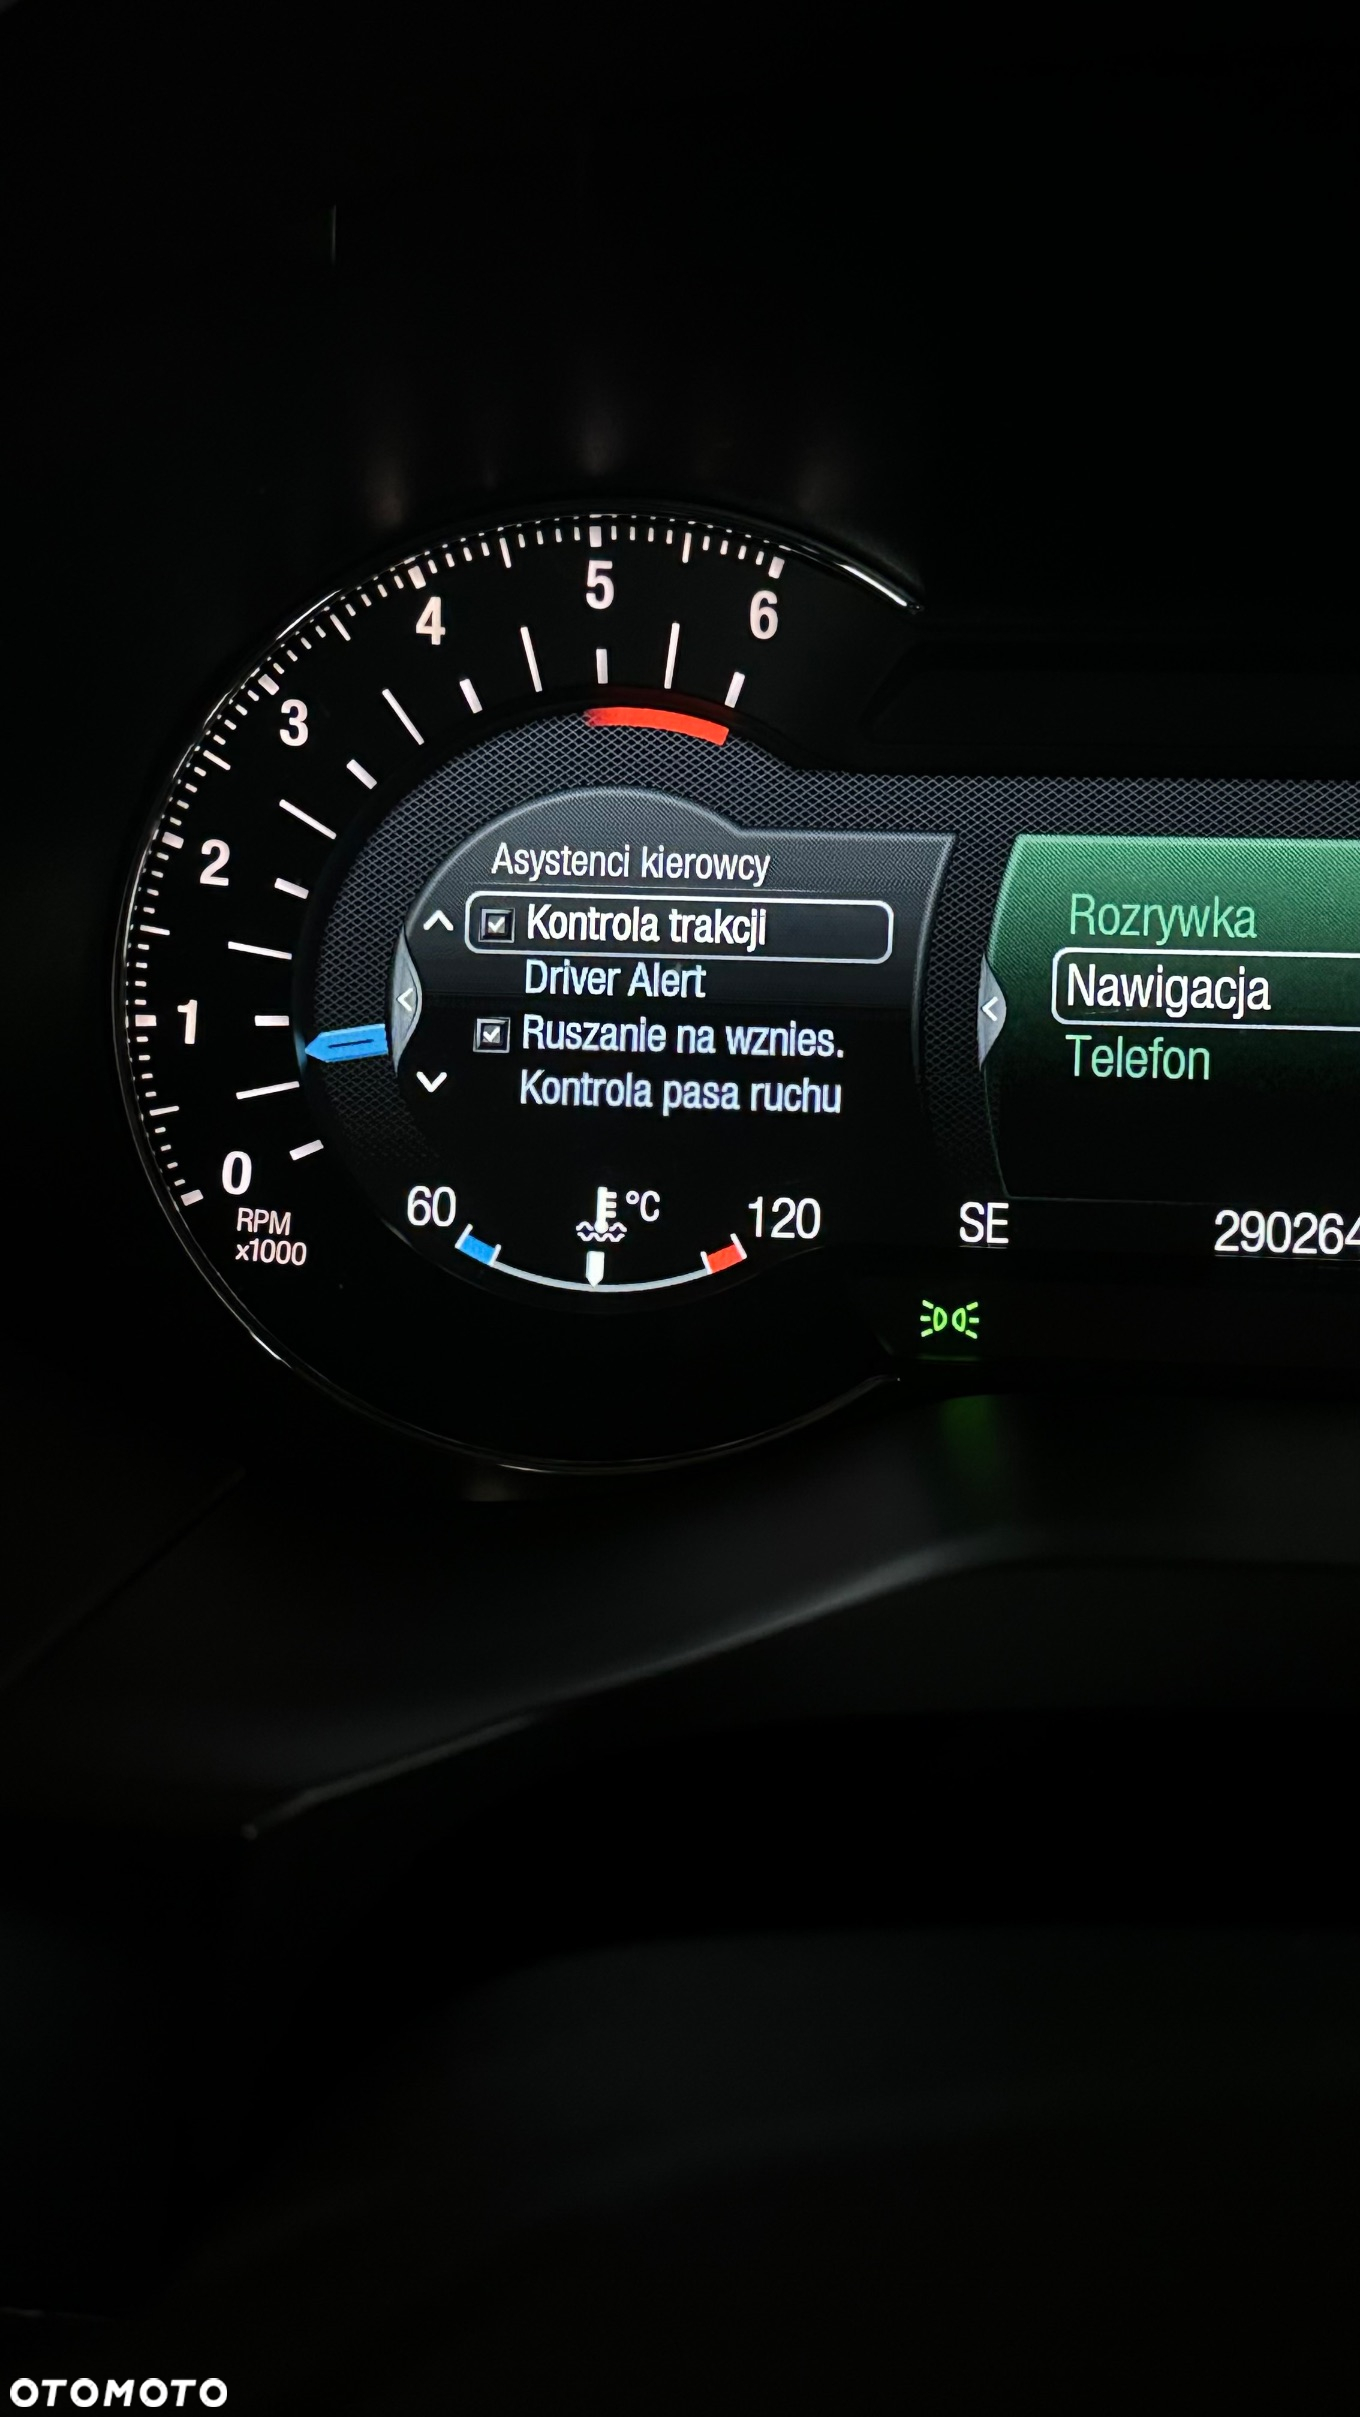 5
6
4
3
2
1
0
RPM
x1000
Asystenci kierowcy
Kontrola trakcji
Driver Alert
Ruszanie na wznies.
Kontrola pasa ruchu
Rozrywka
Nawigacja
Telefon
60
°C
120
SE
290264
OTOMOTO